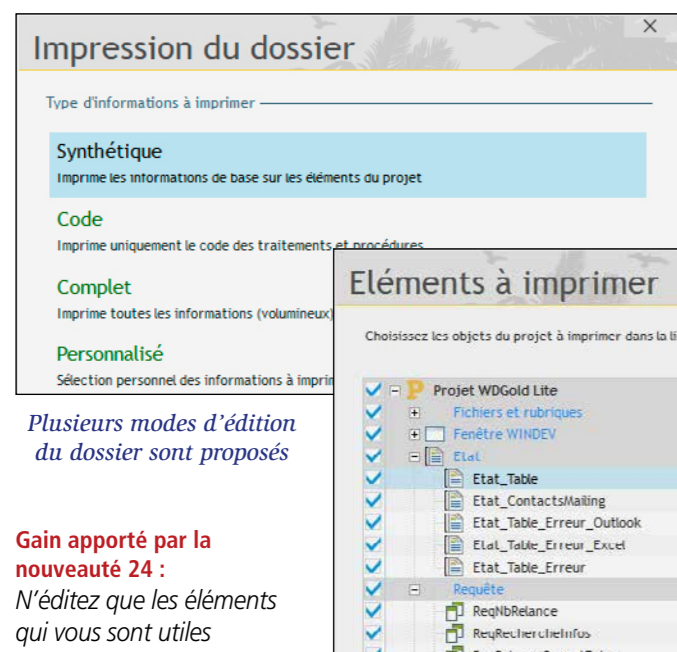 Impression du dossier
Type d'informations à imprimer
Synthétique
Imprime les informations de base sur les éléments du projet
Code
Imprime uniquement le code des traitements et procédures
Complet
Imprime toutes les informations (volumineux)
Personnalisé
Sélection personnel des informations à imprim
Plusieurs modes d'édition
du dossier sont proposés
Gain apporté par la
nouveauté 24 :
N'éditez que les éléments
qui vous sont utiles
Eléments à imprimer
Choisissez les objets du projet à imprimer dans la li
Projet WDGold Lite
Fichiers et rubriques
Fenêtre WINDEV
Etat
Etat_Table
Etat_ContactsMailing
Etat_Table_Erreur_Outlook
Etat_Table_Erreur_Excel
Etat_Table_Erreur
Requête
ReqNbRelance
ReqRechercheInfos